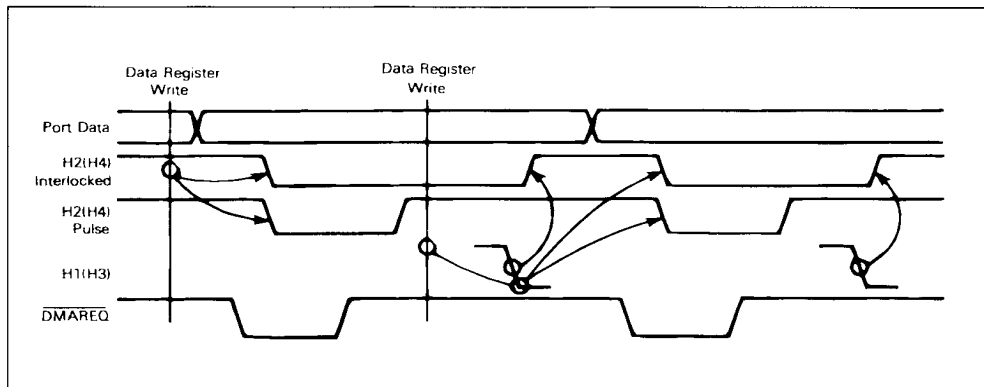 Data Register
Write
Data Register
Write
Port Data
H2(H4)
Interlocked
H2(H4)
Pulse
H1(H3)
DMAREQ